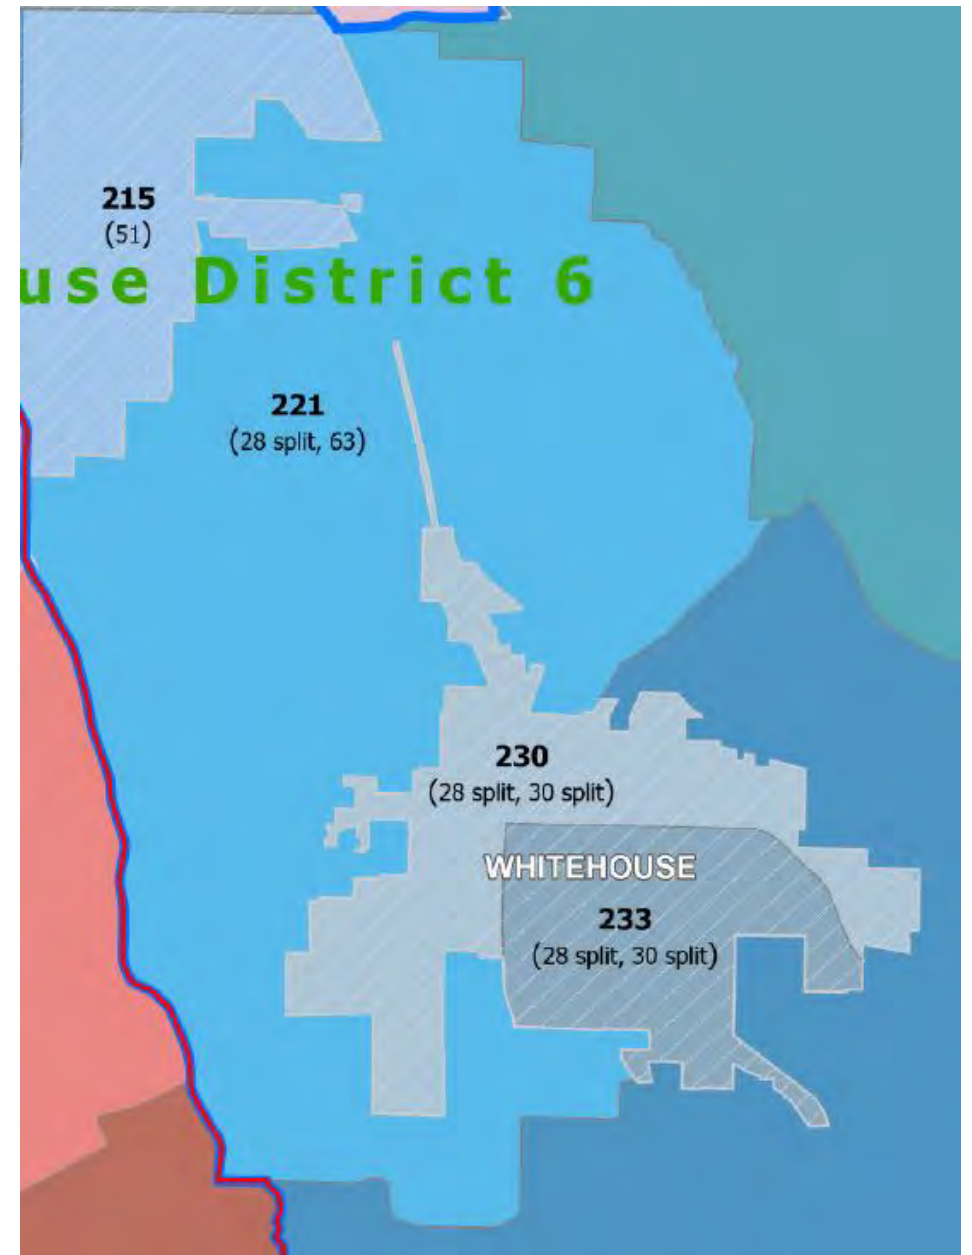 215
(51)
use District 6
221
(28 split, 63)
230
(28 split, 30 split)
WHITEHOUSE
233
(28 split, 30 split)